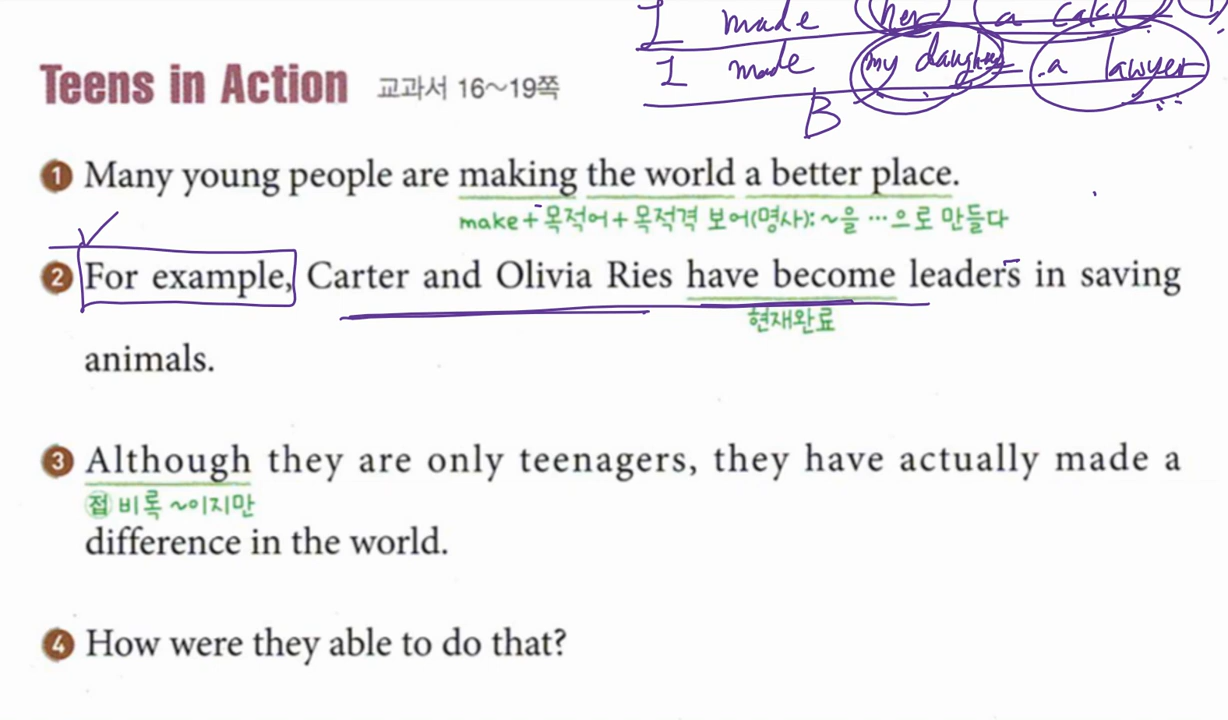 I made her a cake
I made my daughter a lawyer
B
Teens in Action 교과서 16~19쪽
1 Many young people are making the world a better place.
make+목적어+목적격 보어(명사): ~을 …으로 만들다
2 For example, Carter and Olivia Ries have become leaders in saving
현재완료
animals.
3 Although they are only teenagers, they have actually made a
접 비록 ~이지만
difference in the world.
4 How were they able to do that?